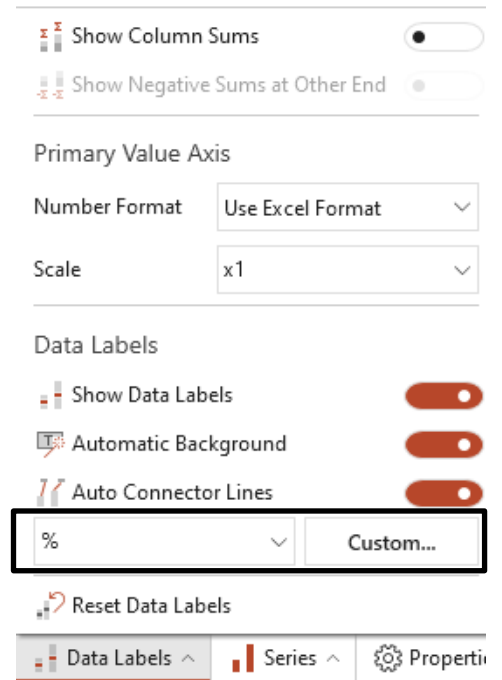 Show Column Sums
Show Negative Sums at Other End
Primary Value Axis
Number Format Use Excel Format
Scale x1
Data Labels
Show Data Labels
Automatic Background
Auto Connector Lines
% Custom...
Reset Data Labels
Data Labels Series Properti